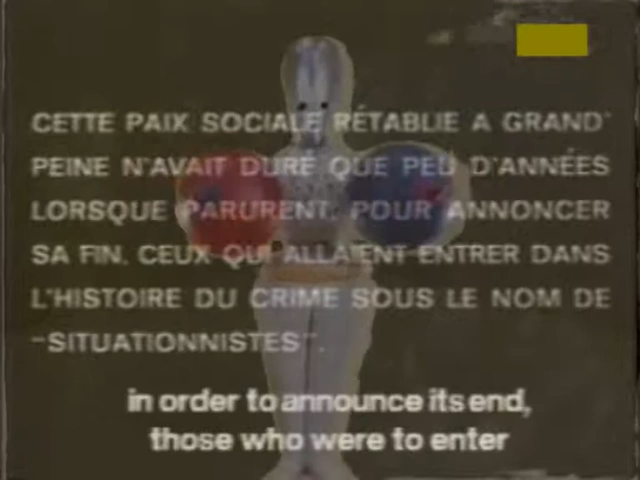 CETTE PAIX SOCIALE RÉTABLIE A GRAND'
PEINE N'AVAIT DURÉ QUE PEU D'ANNÉES
LORSQUE PARURENT, POUR ANNONCER
SA FIN, CEUX QUI ALLAIENT ENTRER DANS
L'HISTOIRE DU CRIME SOUS LE NOM DE
"SITUATIONNISTES".
in order to announce its end,
those who were to enter